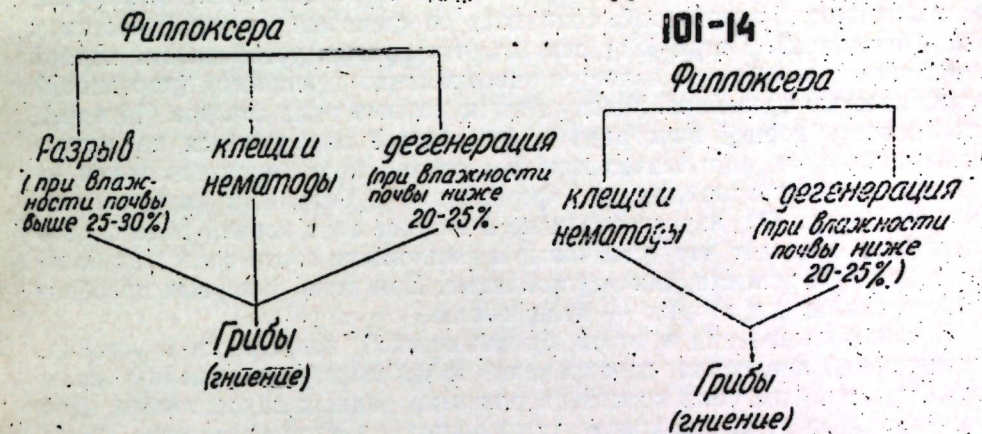 Филлоксера
Разрыв
(при влаж-
ности почвы
выше 25-30%)
клещи и
нематоды
дегенерация
(при влажности
почвы ниже
20-25%
Грибы
(гниение)
101-14
Филлоксера
клещи и
нематоды
дегенерация
(при влажности
почвы ниже
20-25%)
Грибы
(гниение)